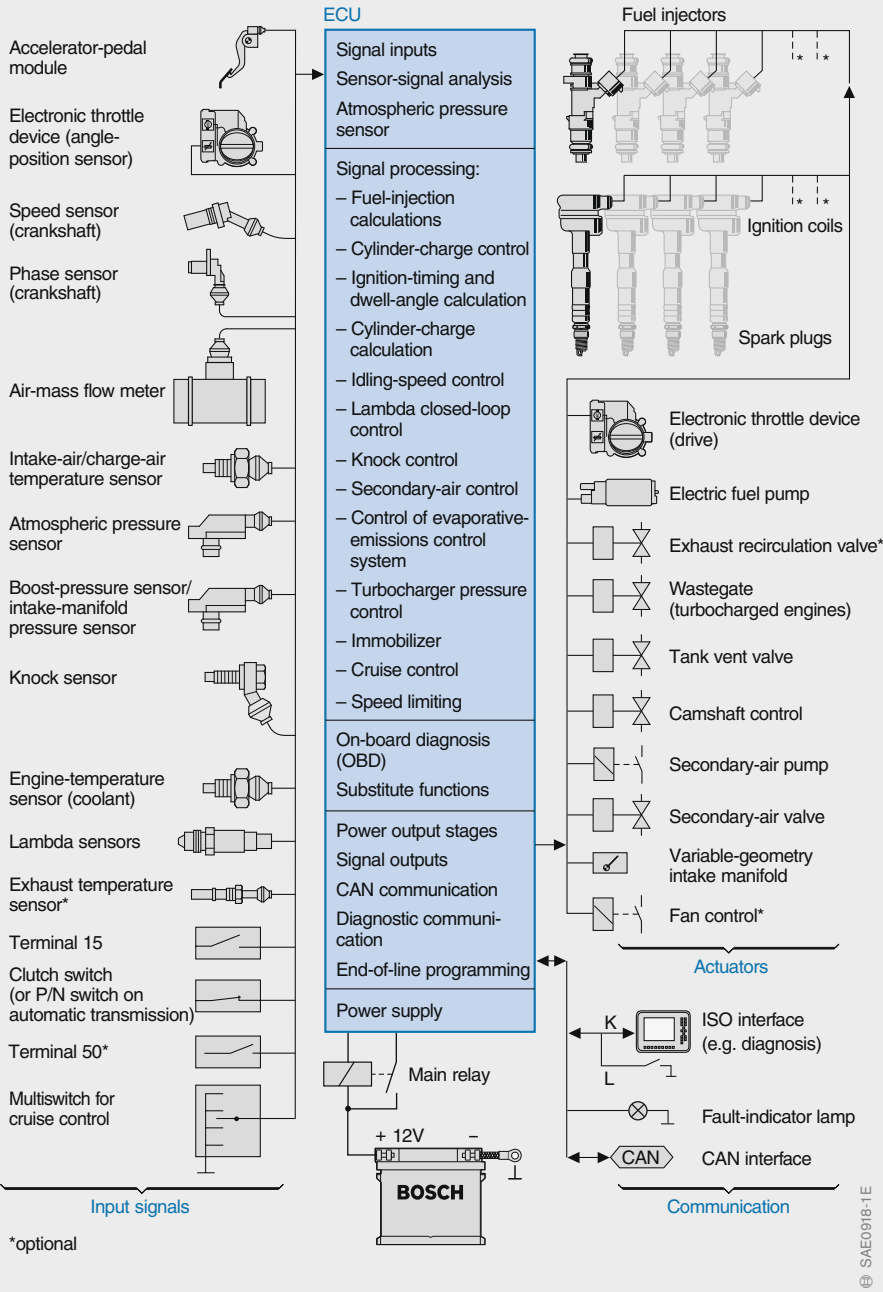 Accelerator-pedal
module
Electronic throttle
device (angle-
position sensor)
Speed sensor
(crankshaft)
Phase sensor
(crankshaft)
Air-mass flow meter
Intake-air/charge-air
temperature sensor
Atmospheric pressure
sensor
Boost-pressure sensor/
intake-manifold
pressure sensor
Knock sensor
Engine-temperature
sensor (coolant)
Lambda sensors
Exhaust temperature
sensor*
Terminal 15
Clutch switch
(or P/N switch on
automatic transmission)
Terminal 50*
Multiswitch for
cruise control
Input signals
*optional
ECU
Signal inputs
Sensor-signal analysis
Atmospheric pressure
sensor
Signal processing:
– Fuel-injection
calculations
– Cylinder-charge control
– Ignition-timing and
dwell-angle calculation
– Cylinder-charge
calculation
– Idling-speed control
– Lambda closed-loop
control
– Knock control
– Secondary-air control
– Control of evaporative-
emissions control
system
– Turbocharger pressure
control
– Immobilizer
– Cruise control
– Speed limiting
On-board diagnosis
(OBD)
Substitute functions
Power output stages
Signal outputs
CAN communication
Diagnostic communi-
cation
End-of-line programming
Power supply
Main relay
+ 12V –
BOSCH
Fuel injectors
* *
* *
Ignition coils
Spark plugs
Electronic throttle device
(drive)
Electric fuel pump
Exhaust recirculation valve*
Wastegate
(turbocharged engines)
Tank vent valve
Camshaft control
Secondary-air pump
Secondary-air valve
Variable-geometry
intake manifold
Fan control*
Actuators
K
L
ISO interface
(e.g. diagnosis)
Fault-indicator lamp
CAN
CAN interface
Communication
SAE0918-1E